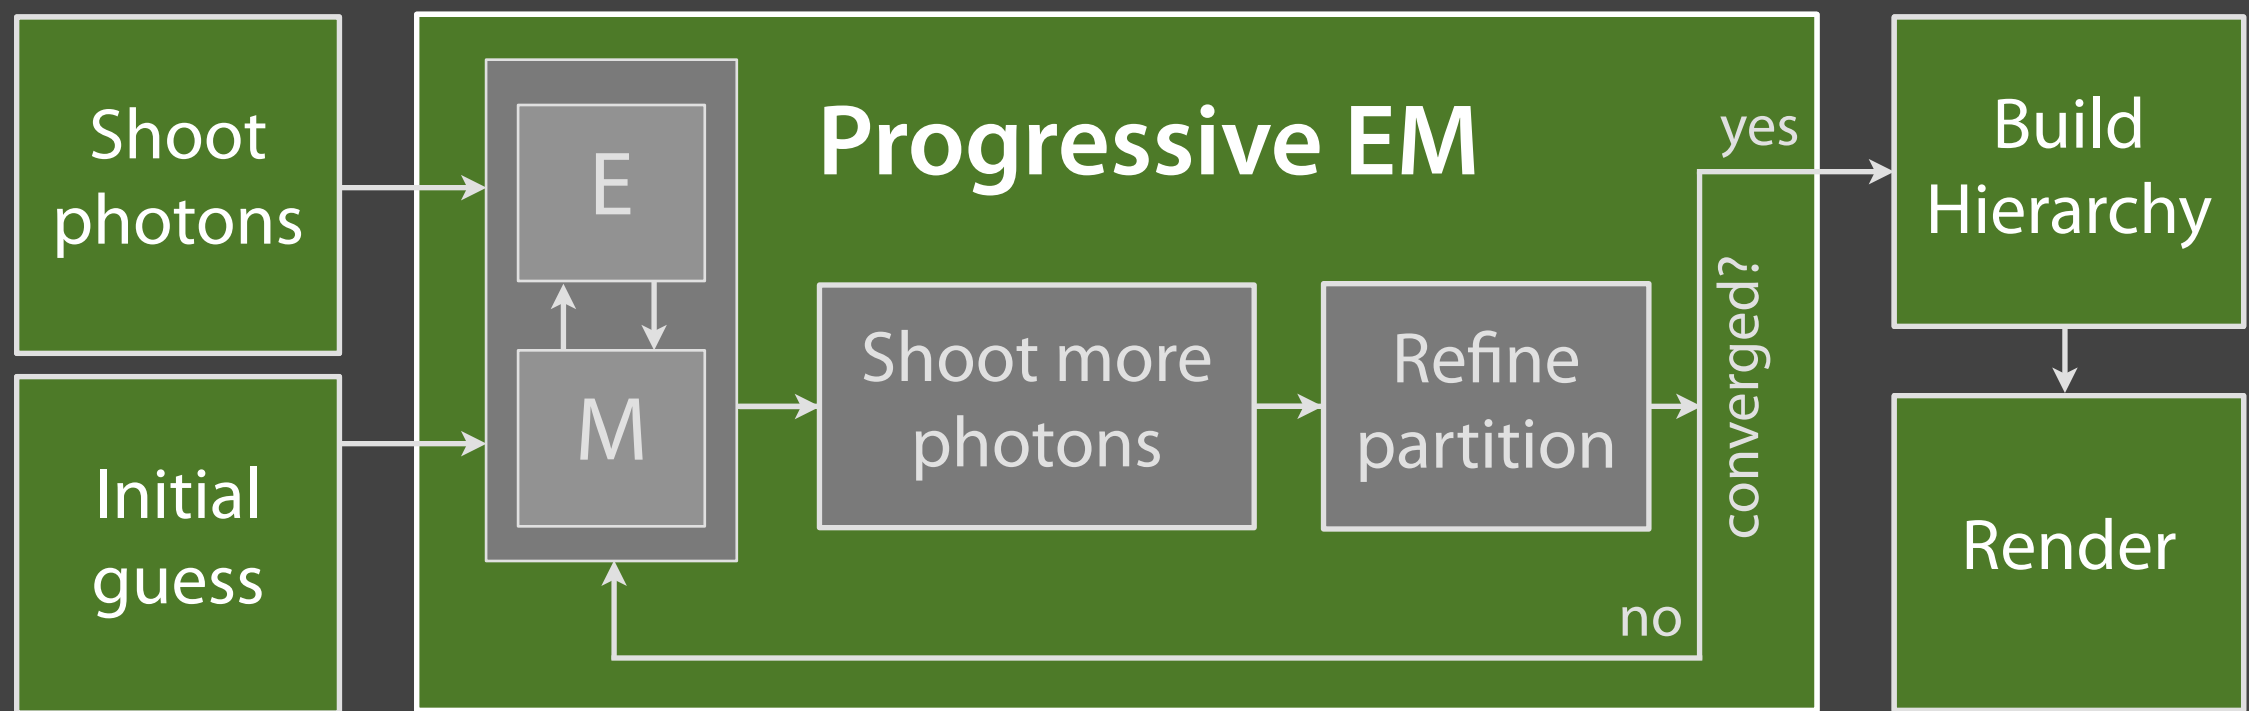 Shoot
photons
Initial
guess
Progressive EM
E
M
Shoot more
photons
Refine
partition
converged?
yes
no
Build
Hierarchy
Render